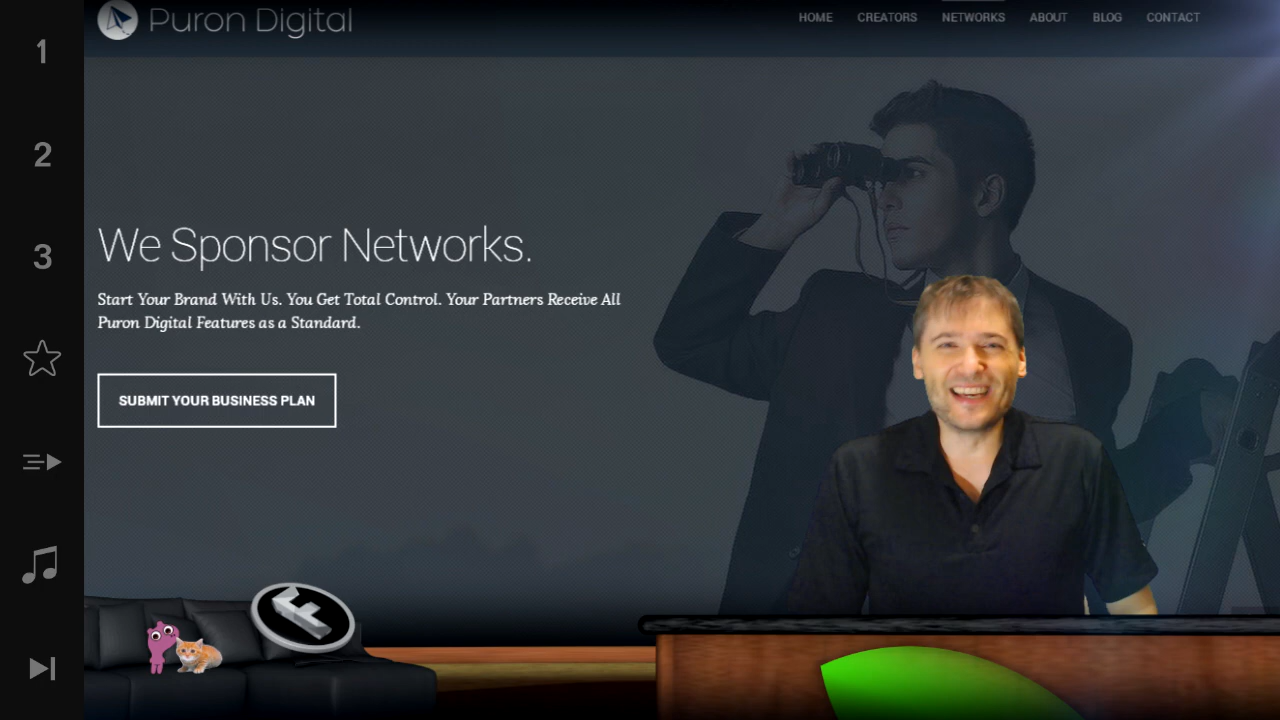 Puron Digital
HOME CREATORS NETWORKS ABOUT BLOG CONTACT
1
2
3
We Sponsor Networks.
Start Your Brand With Us. You Get Total Control. Your Partners Receive All
Puron Digital Features as a Standard.
SUBMIT YOUR BUSINESS PLAN
F